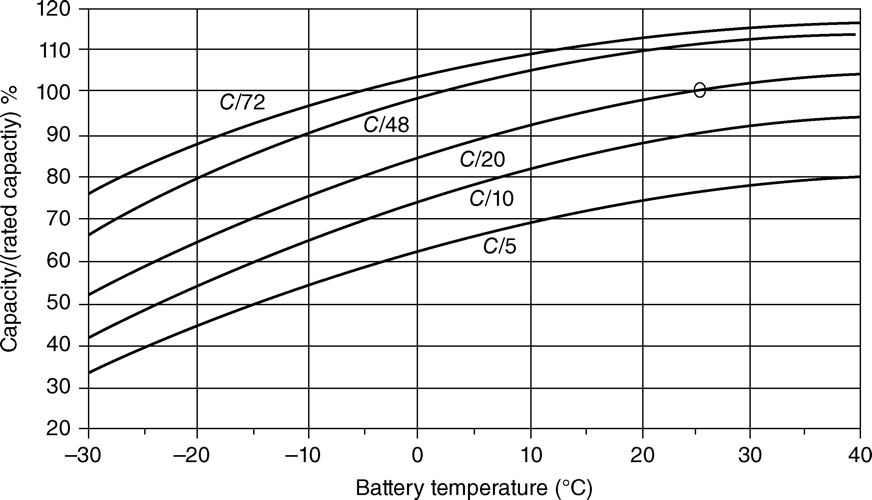 120
110
100
90
80
70
60
50
40
30
20
Capacity/(rated capactiy) %
C/72
C/48
C/20
C/10
C/5
–30
–20
–10
0
10
20
30
40
Battery temperature (°C)